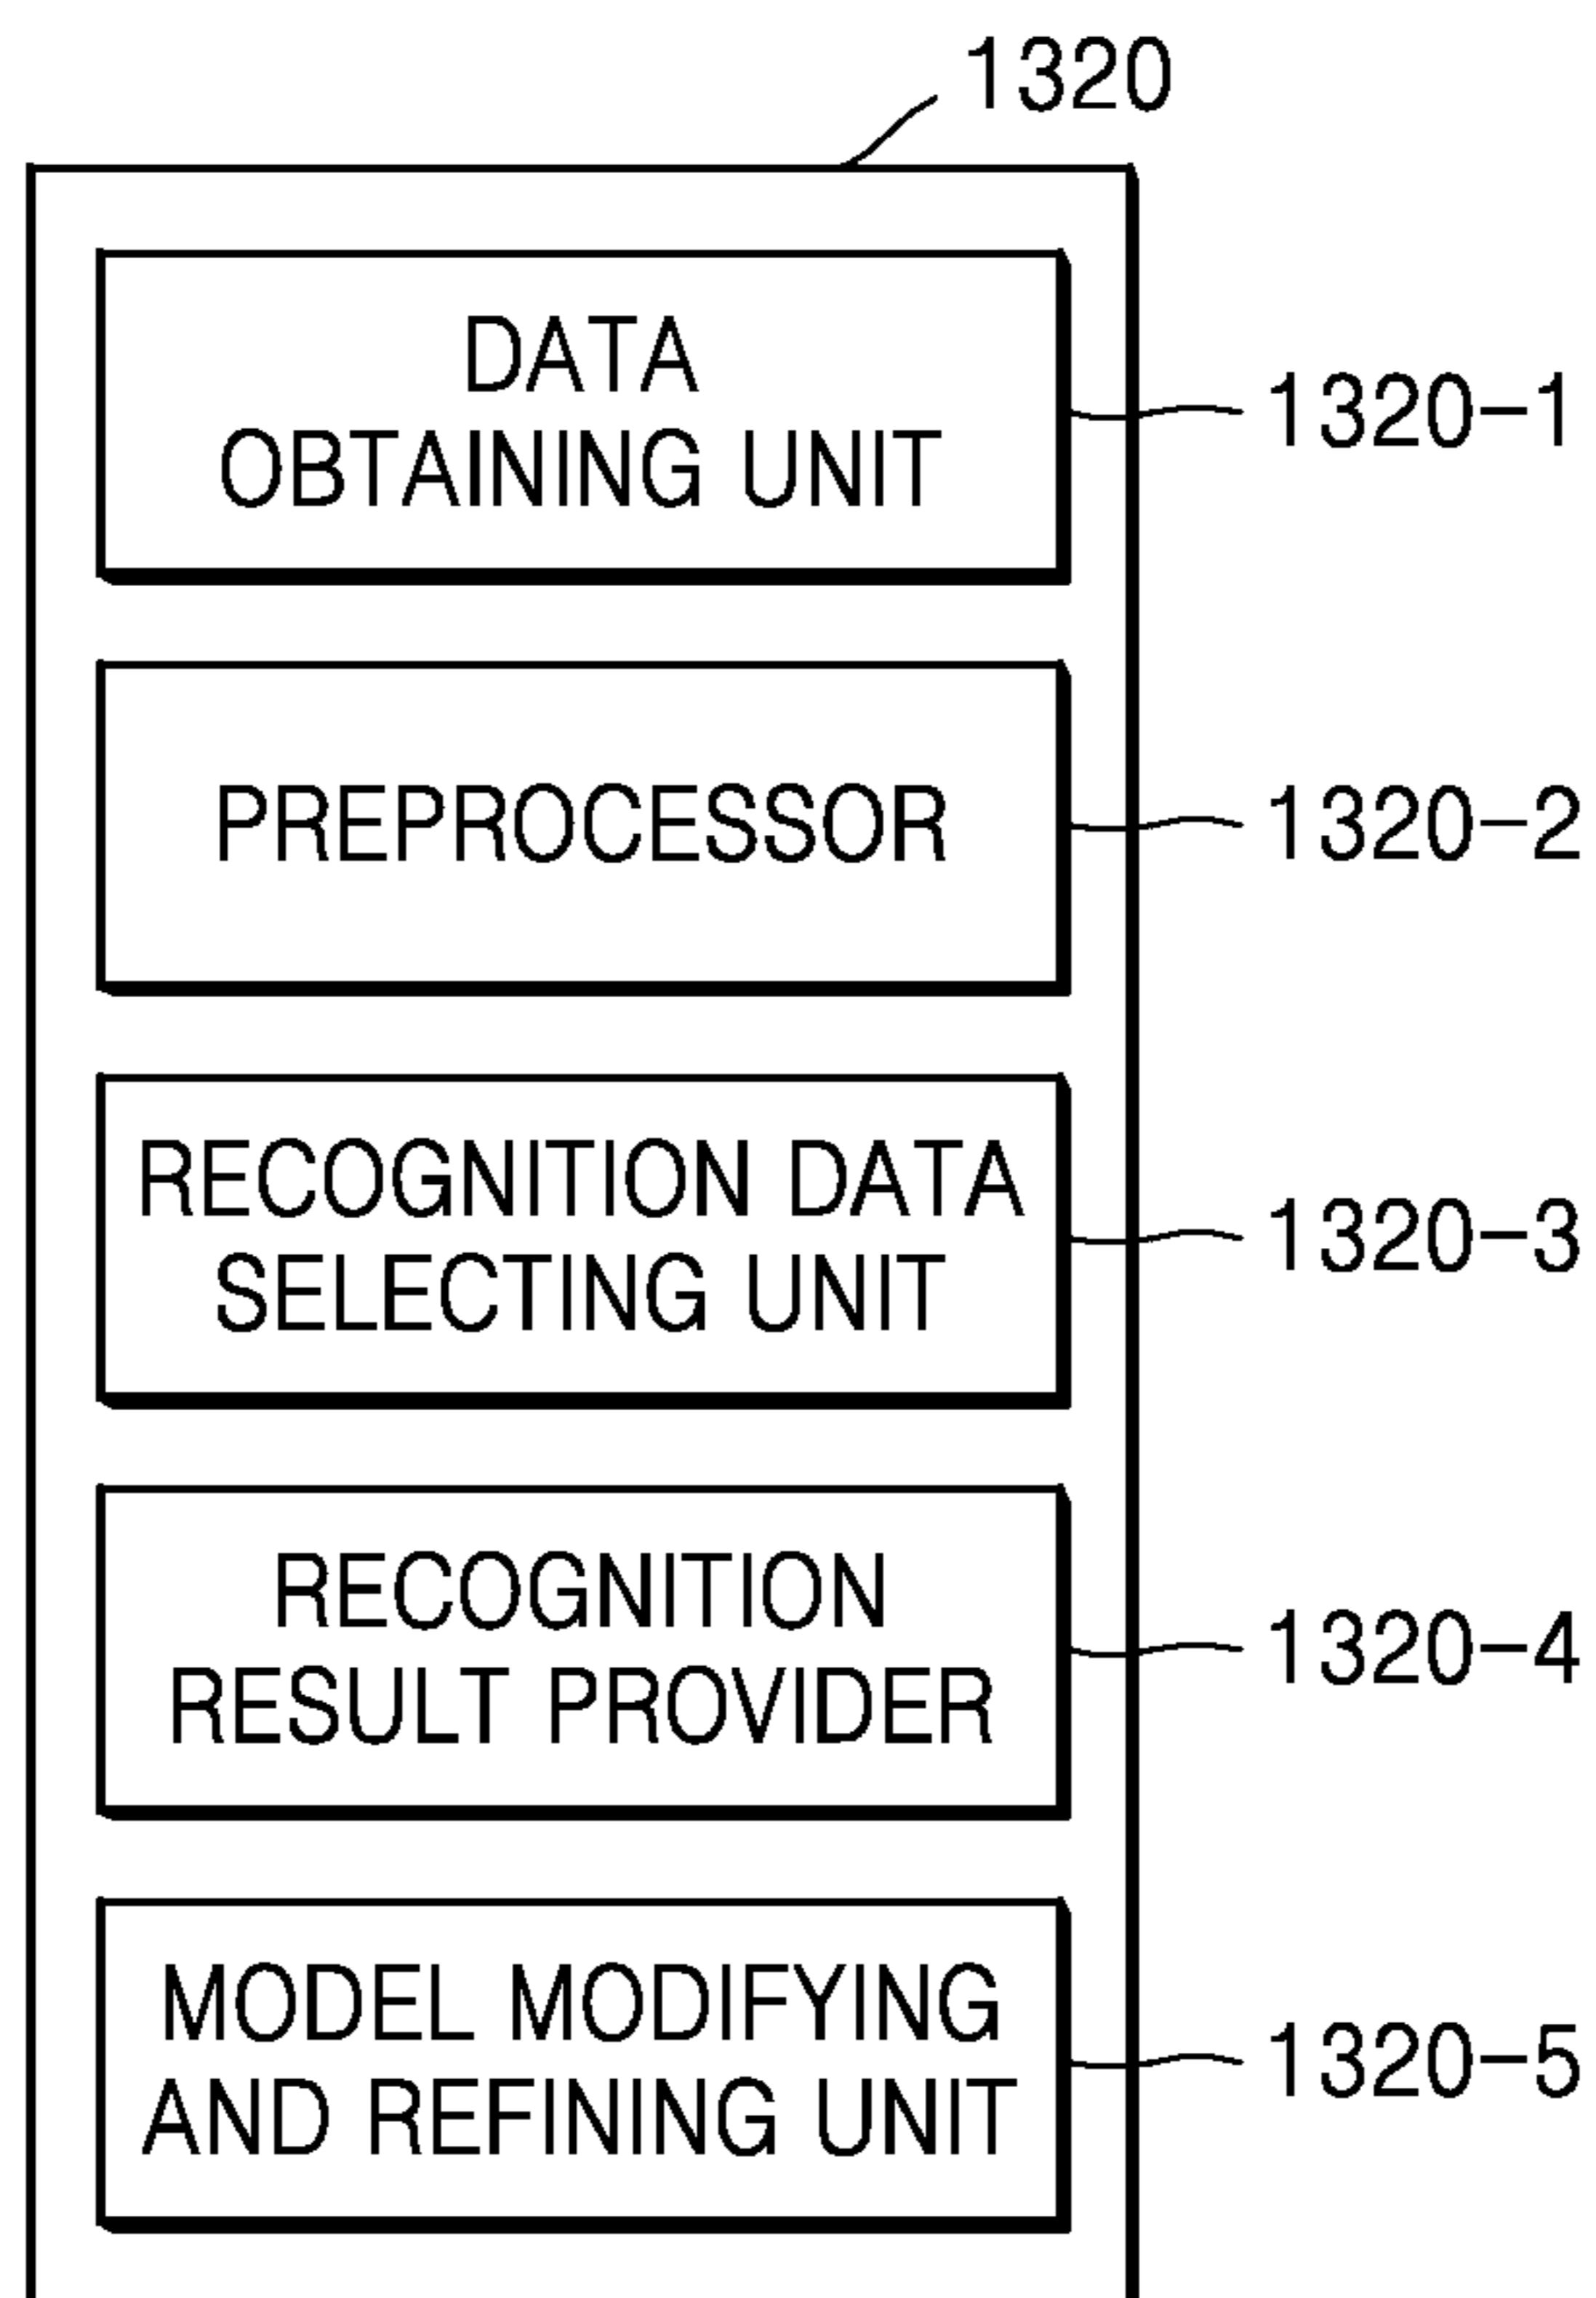 1320
DATA
OBTAINING UNIT
1320-1
PREPROCESSOR
1320-2
RECOGNITION DATA
SELECTING UNIT
1320-3
RECOGNITION
RESULT PROVIDER
1320-4
MODEL MODIFYING
AND REFINING UNIT
1320-5